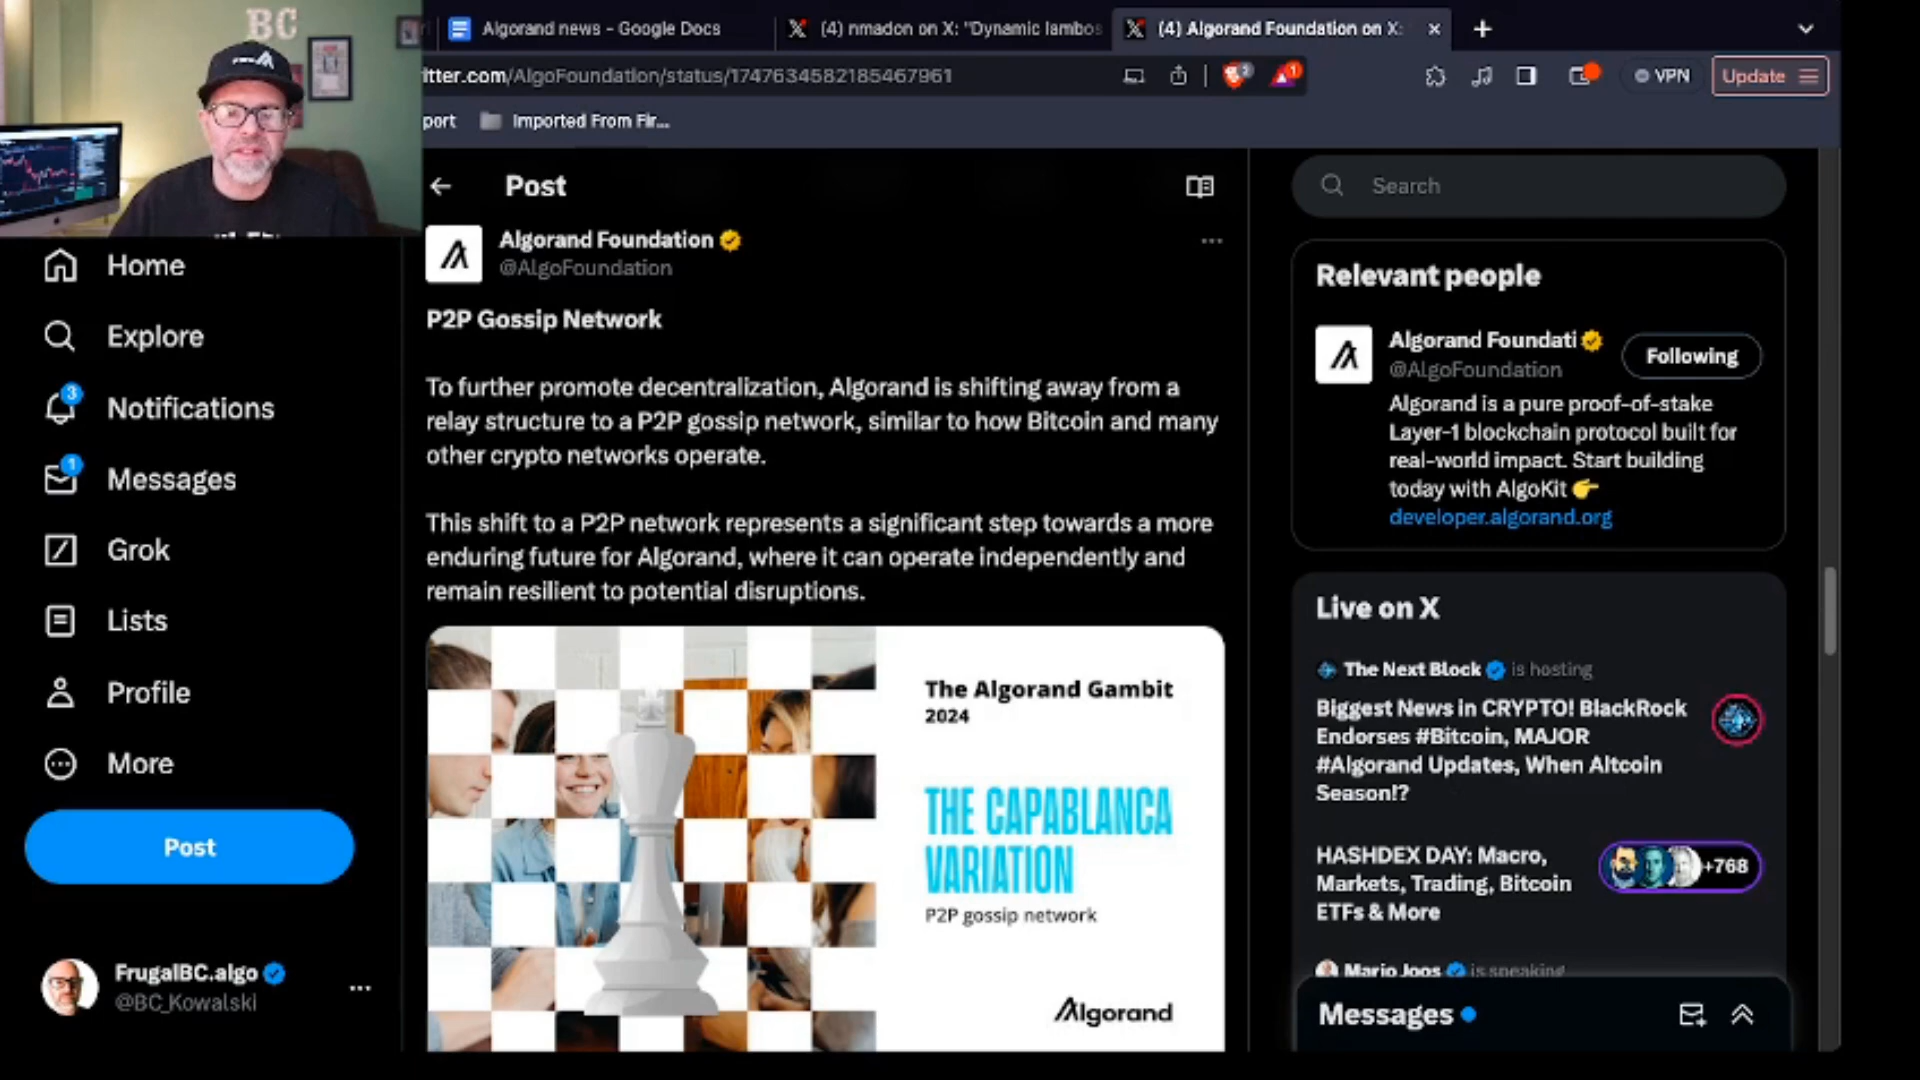 BC
Algorand news - Google Docs
(4) nmadon on X: "Dynamic lambos
(4) Algorand Foundation on X:
itter.com/AlgoFoundation/status/1747634582185467961
VPN
Update
port
Imported From Fir...
Post
Search
Algorand Foundation
@AlgoFoundation
P2P Gossip Network
To further promote decentralization, Algorand is shifting away from a
relay structure to a P2P gossip network, similar to how Bitcoin and many
other crypto networks operate.
This shift to a P2P network represents a significant step towards a more
enduring future for Algorand, where it can operate independently and
remain resilient to potential disruptions.
The Algorand Gambit
2024
THE CAPABLANCA
VARIATION
P2P gossip network
Algorand
Home
Explore
3
Notifications
1
Messages
Grok
Lists
Profile
More
Post
FrugalBC.algo
@BC_Kowalski
Relevant people
Algorand Foundati
@AlgoFoundation
Following
Algorand is a pure proof-of-stake
Layer-1 blockchain protocol built for
real-world impact. Start building
today with AlgoKit
developer.algorand.org
Live on X
The Next Block is hosting
Biggest News in CRYPTO! BlackRock
Endorses #Bitcoin, MAJOR
#Algorand Updates, When Altcoin
Season!?
HASHDEX DAY: Macro,
Markets, Trading, Bitcoin
ETFs & More
+768
Mario Joos is speaking
Messages